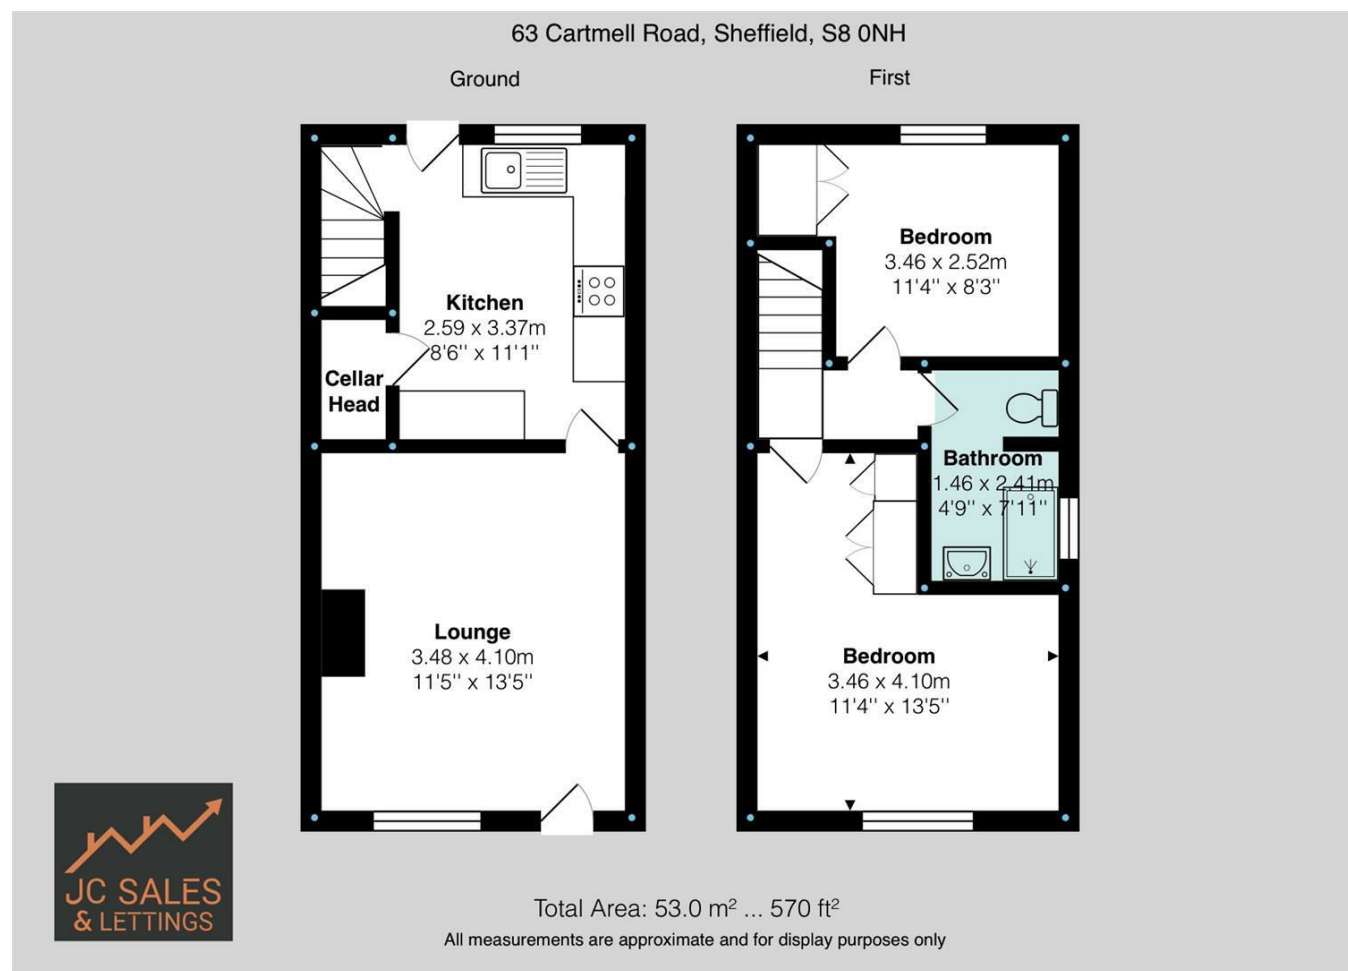 63 Cartmell Road, Sheffield, S8 0NH
Ground
First
Kitchen
2.59 x 3.37m
8'6'' x 11'1''
Cellar
Head
Lounge
3.48 x 4.10m
11'5'' x 13'5''
Bedroom
3.46 x 2.52m
11'4'' x 8'3''
Bathroom
1.46 x 2.41m
4'9'' x 7'11''
Bedroom
3.46 x 4.10m
11'4'' x 13'5''
JC SALES
& LETTINGS
Total Area: 53.0 m² ... 570 ft²
All measurements are approximate and for display purposes only